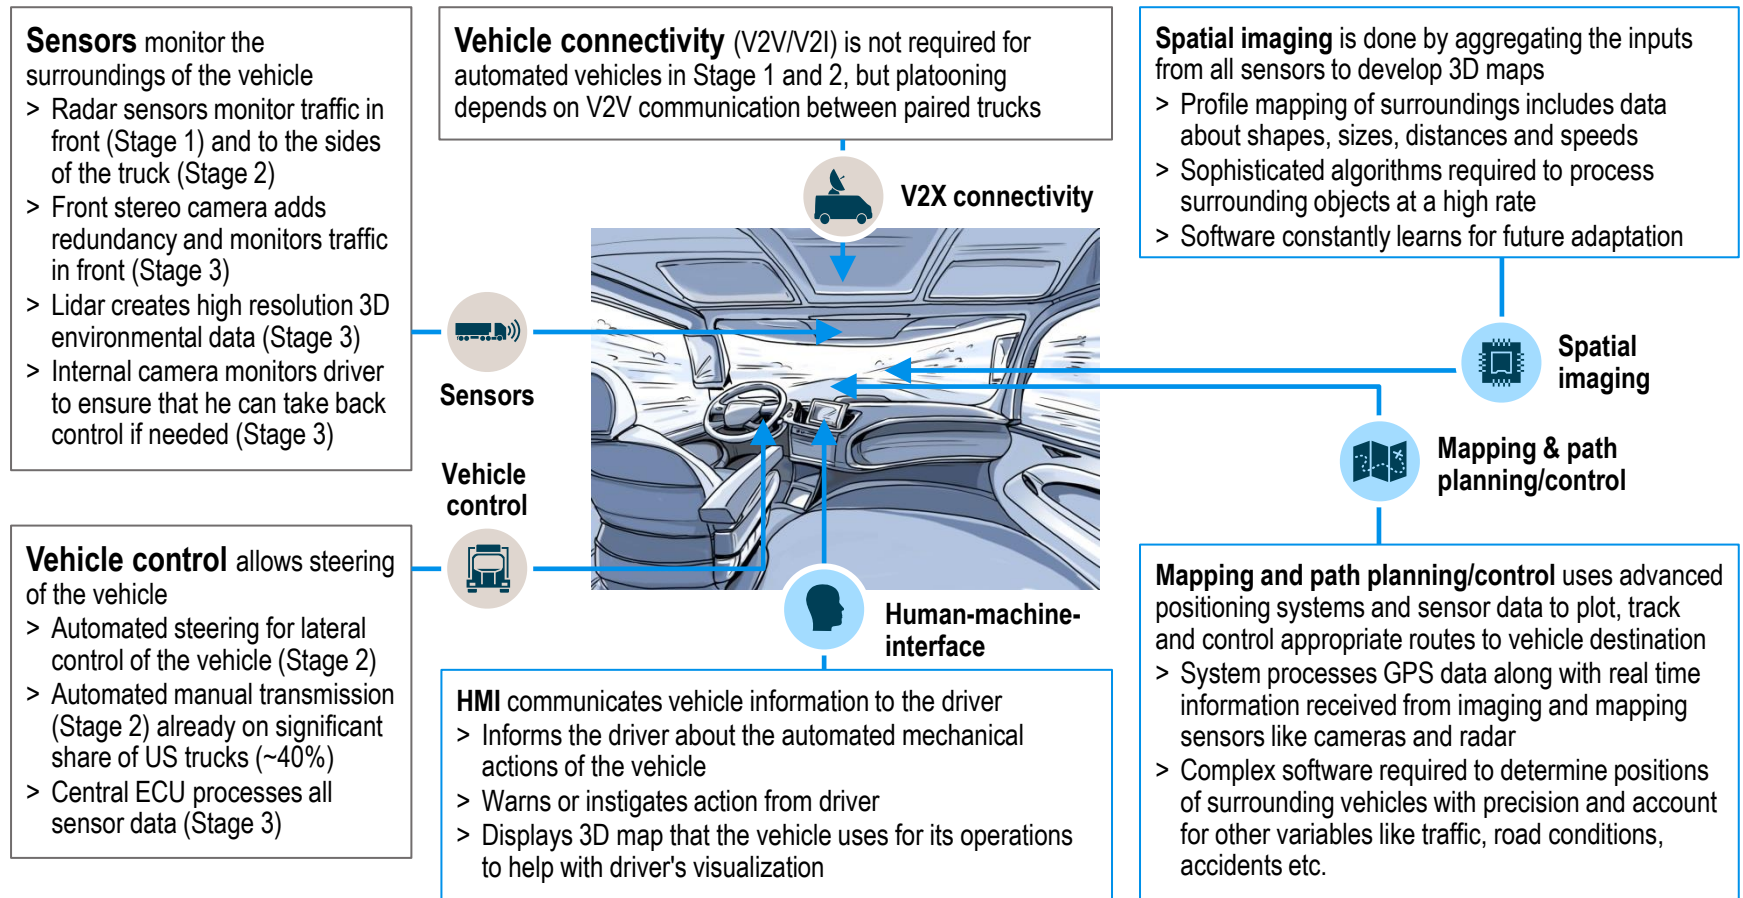 Sensors monitor the
surroundings of the vehicle
> Radar sensors monitor traffic in
front (Stage 1) and to the sides
of the truck (Stage 2)
> Front stereo camera adds
redundancy and monitors traffic
in front (Stage 3)
> Lidar creates high resolution 3D
environmental data (Stage 3)
> Internal camera monitors driver
to ensure that he can take back
control if needed (Stage 3)
Vehicle connectivity (V2V/V2I) is not required for
automated vehicles in Stage 1 and 2, but platooning
depends on V2V communication between paired trucks
Spatial imaging is done by aggregating the inputs
from all sensors to develop 3D maps
> Profile mapping of surroundings includes data
about shapes, sizes, distances and speeds
> Sophisticated algorithms required to process
surrounding objects at a high rate
> Software constantly learns for future adaptation
V2X connectivity
Sensors
Spatial
imaging
Mapping & path
planning/control
Vehicle
control
Human-machine-
interface
Vehicle control allows steering
of the vehicle
> Automated steering for lateral
control of the vehicle (Stage 2)
> Automated manual transmission
(Stage 2) already on significant
share of US trucks (~40%)
> Central ECU processes all
sensor data (Stage 3)
HMI communicates vehicle information to the driver
> Informs the driver about the automated mechanical
actions of the vehicle
> Warns or instigates action from driver
> Displays 3D map that the vehicle uses for its operations
to help with driver's visualization
Mapping and path planning/control uses advanced
positioning systems and sensor data to plot, track
and control appropriate routes to vehicle destination
> System processes GPS data along with real time
information received from imaging and mapping
sensors like cameras and radar
> Complex software required to determine positions
of surrounding vehicles with precision and account
for other variables like traffic, road conditions,
accidents etc.